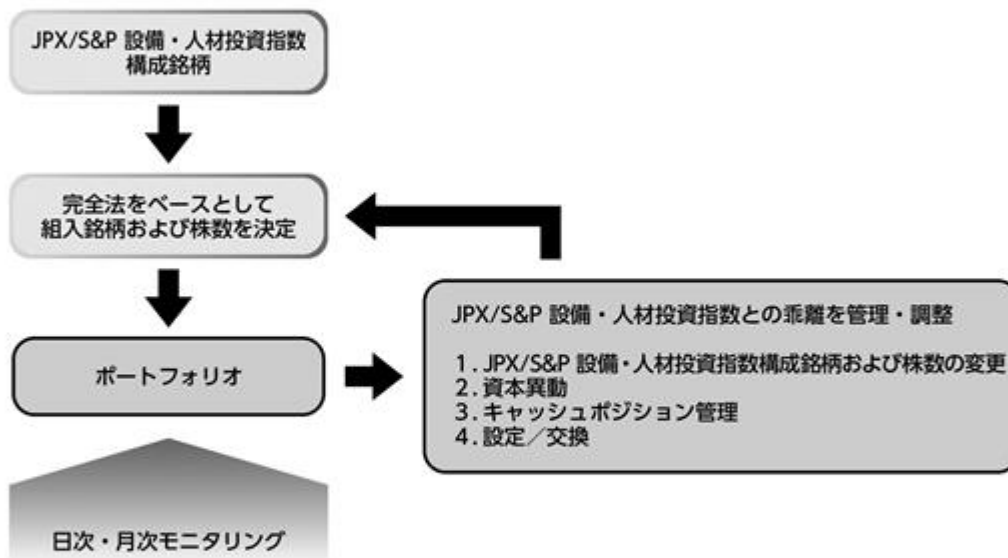 JPX/S&P 設備・人材投資指数
構成銘柄
完全法をベースとして
組入銘柄および株数を決定
ポートフォリオ
JPX/S&P 設備・人材投資指数との乖離を管理・調整
1. JPX/S&P 設備・人材投資指数構成銘柄および株数の変更
2. 資本異動
3. キャッシュポジション管理
4. 設定/交換
日次・月次モニタリング